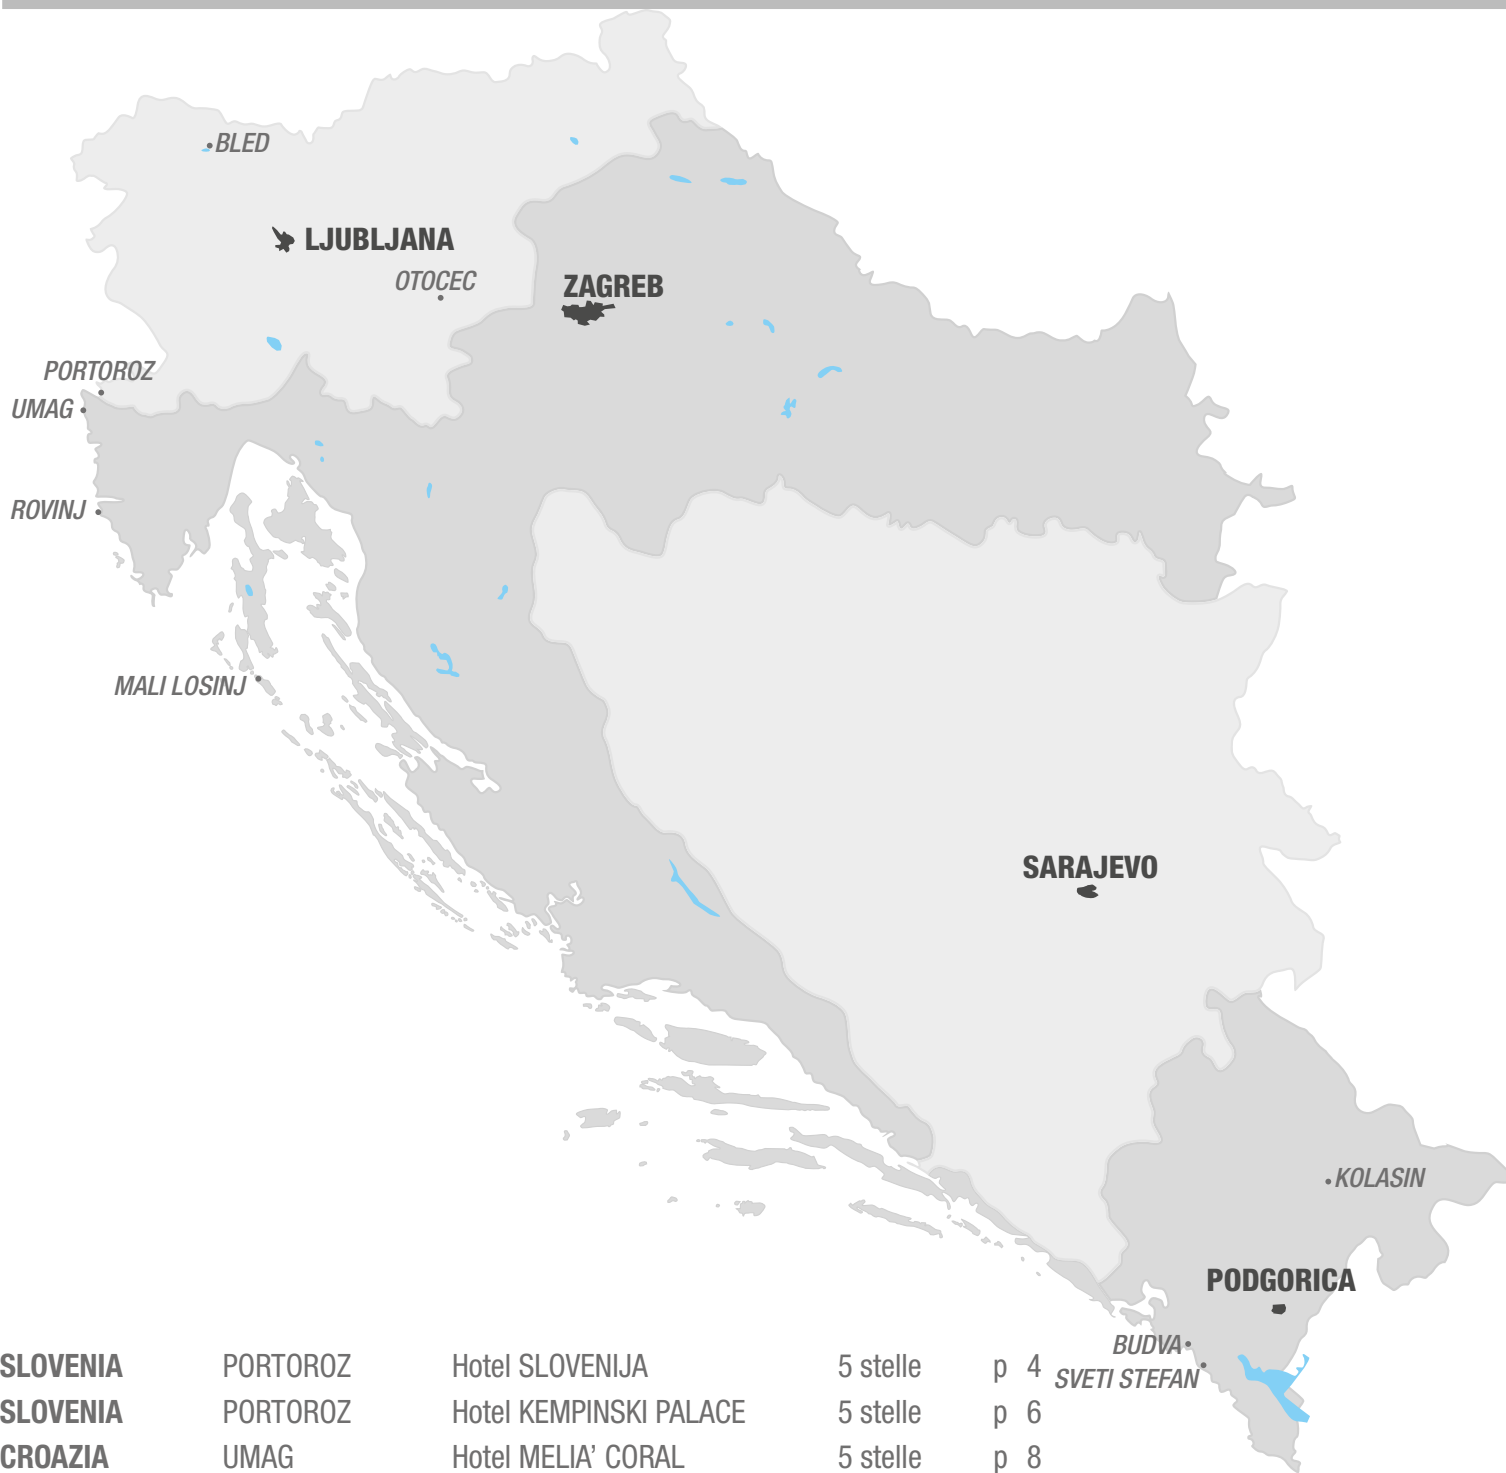 BLED
LJUBLJANA
OTOCEC
ZAGREB
PORTOROZ
UMAG
ROVINJ
MALI LOSINJ
SARAJEVO
KOLASIN
PODGORICA
BUDVA
SVETI STEFAN
SLOVENIA PORTOROZ Hotel SLOVENIJA 5 stelle p 4
SLOVENIA PORTOROZ Hotel KEMPINSKI PALACE 5 stelle p 6
CROAZIA UMAG Hotel MELIA’ CORAL 5 stelle p 8